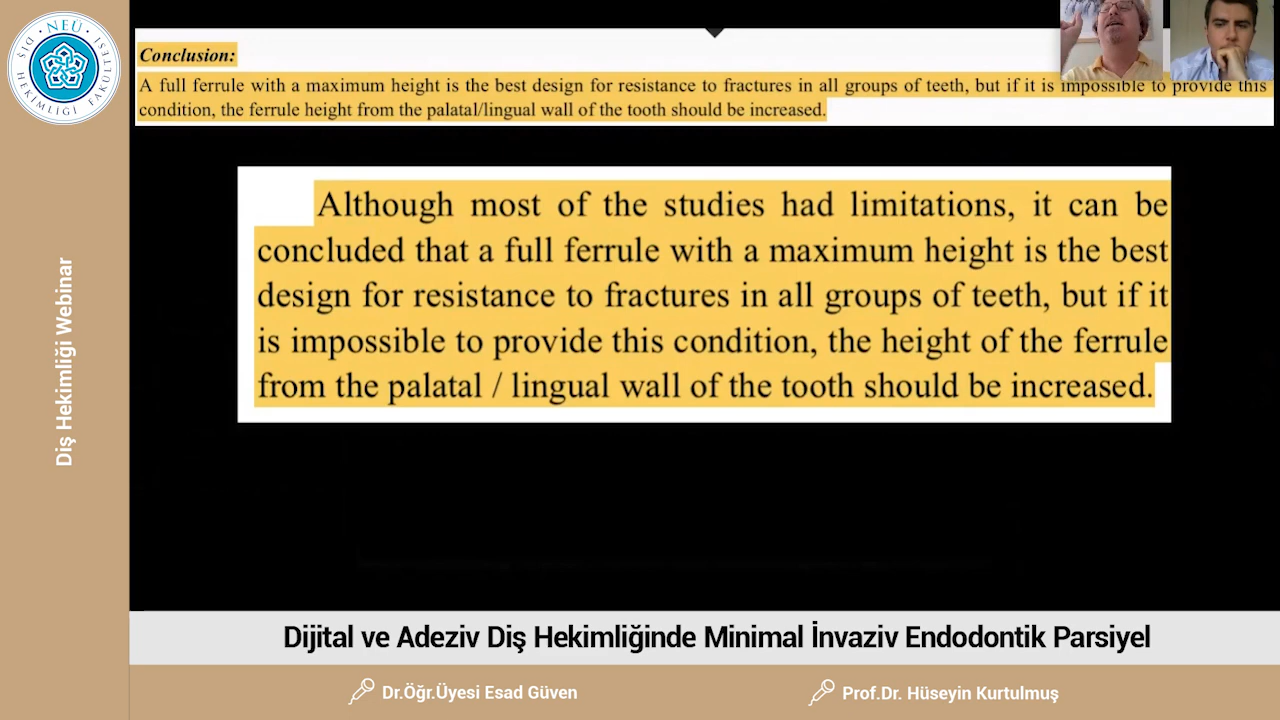 NEÜ
DİŞ HEKİMLİĞİ FAKÜLTESİ
Diş Hekimliği Webinar
Conclusion:
A full ferrule with a maximum height is the best design for resistance to fractures in all groups of teeth, but if it is impossible to provide this
condition, the ferrule height from the palatal/lingual wall of the tooth should be increased.
Although most of the studies had limitations, it can be
concluded that a full ferrule with a maximum height is the best
design for resistance to fractures in all groups of teeth, but if it
is impossible to provide this condition, the height of the ferrule
from the palatal / lingual wall of the tooth should be increased.
Dijital ve Adeziv Diş Hekimliğinde Minimal İnvaziv Endodontik Parsiyel
Dr.Öğr.Üyesi Esad Güven
Prof.Dr. Hüseyin Kurtulmuş